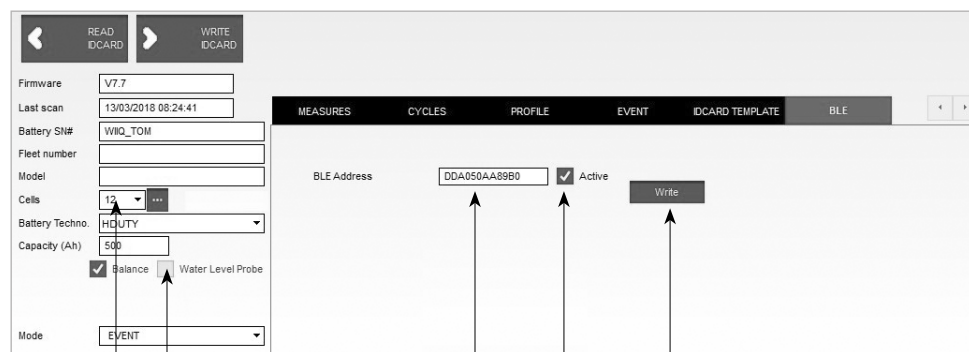 READ
IDCARD
WRITE
IDCARD
Firmware V7.7
Last scan 13/03/2018 08:24:41
Battery SN# WIIQ_TOM
Fleet number
Model
Cells 12 ...
Battery Techno. HDUTY
Capacity (Ah) 500
Balance Water Level Probe
Mode EVENT
MEASURES CYCLES PROFILE EVENT IDCARD TEMPLATE BLE
BLE Address DDA050AA89B0 Active
Write